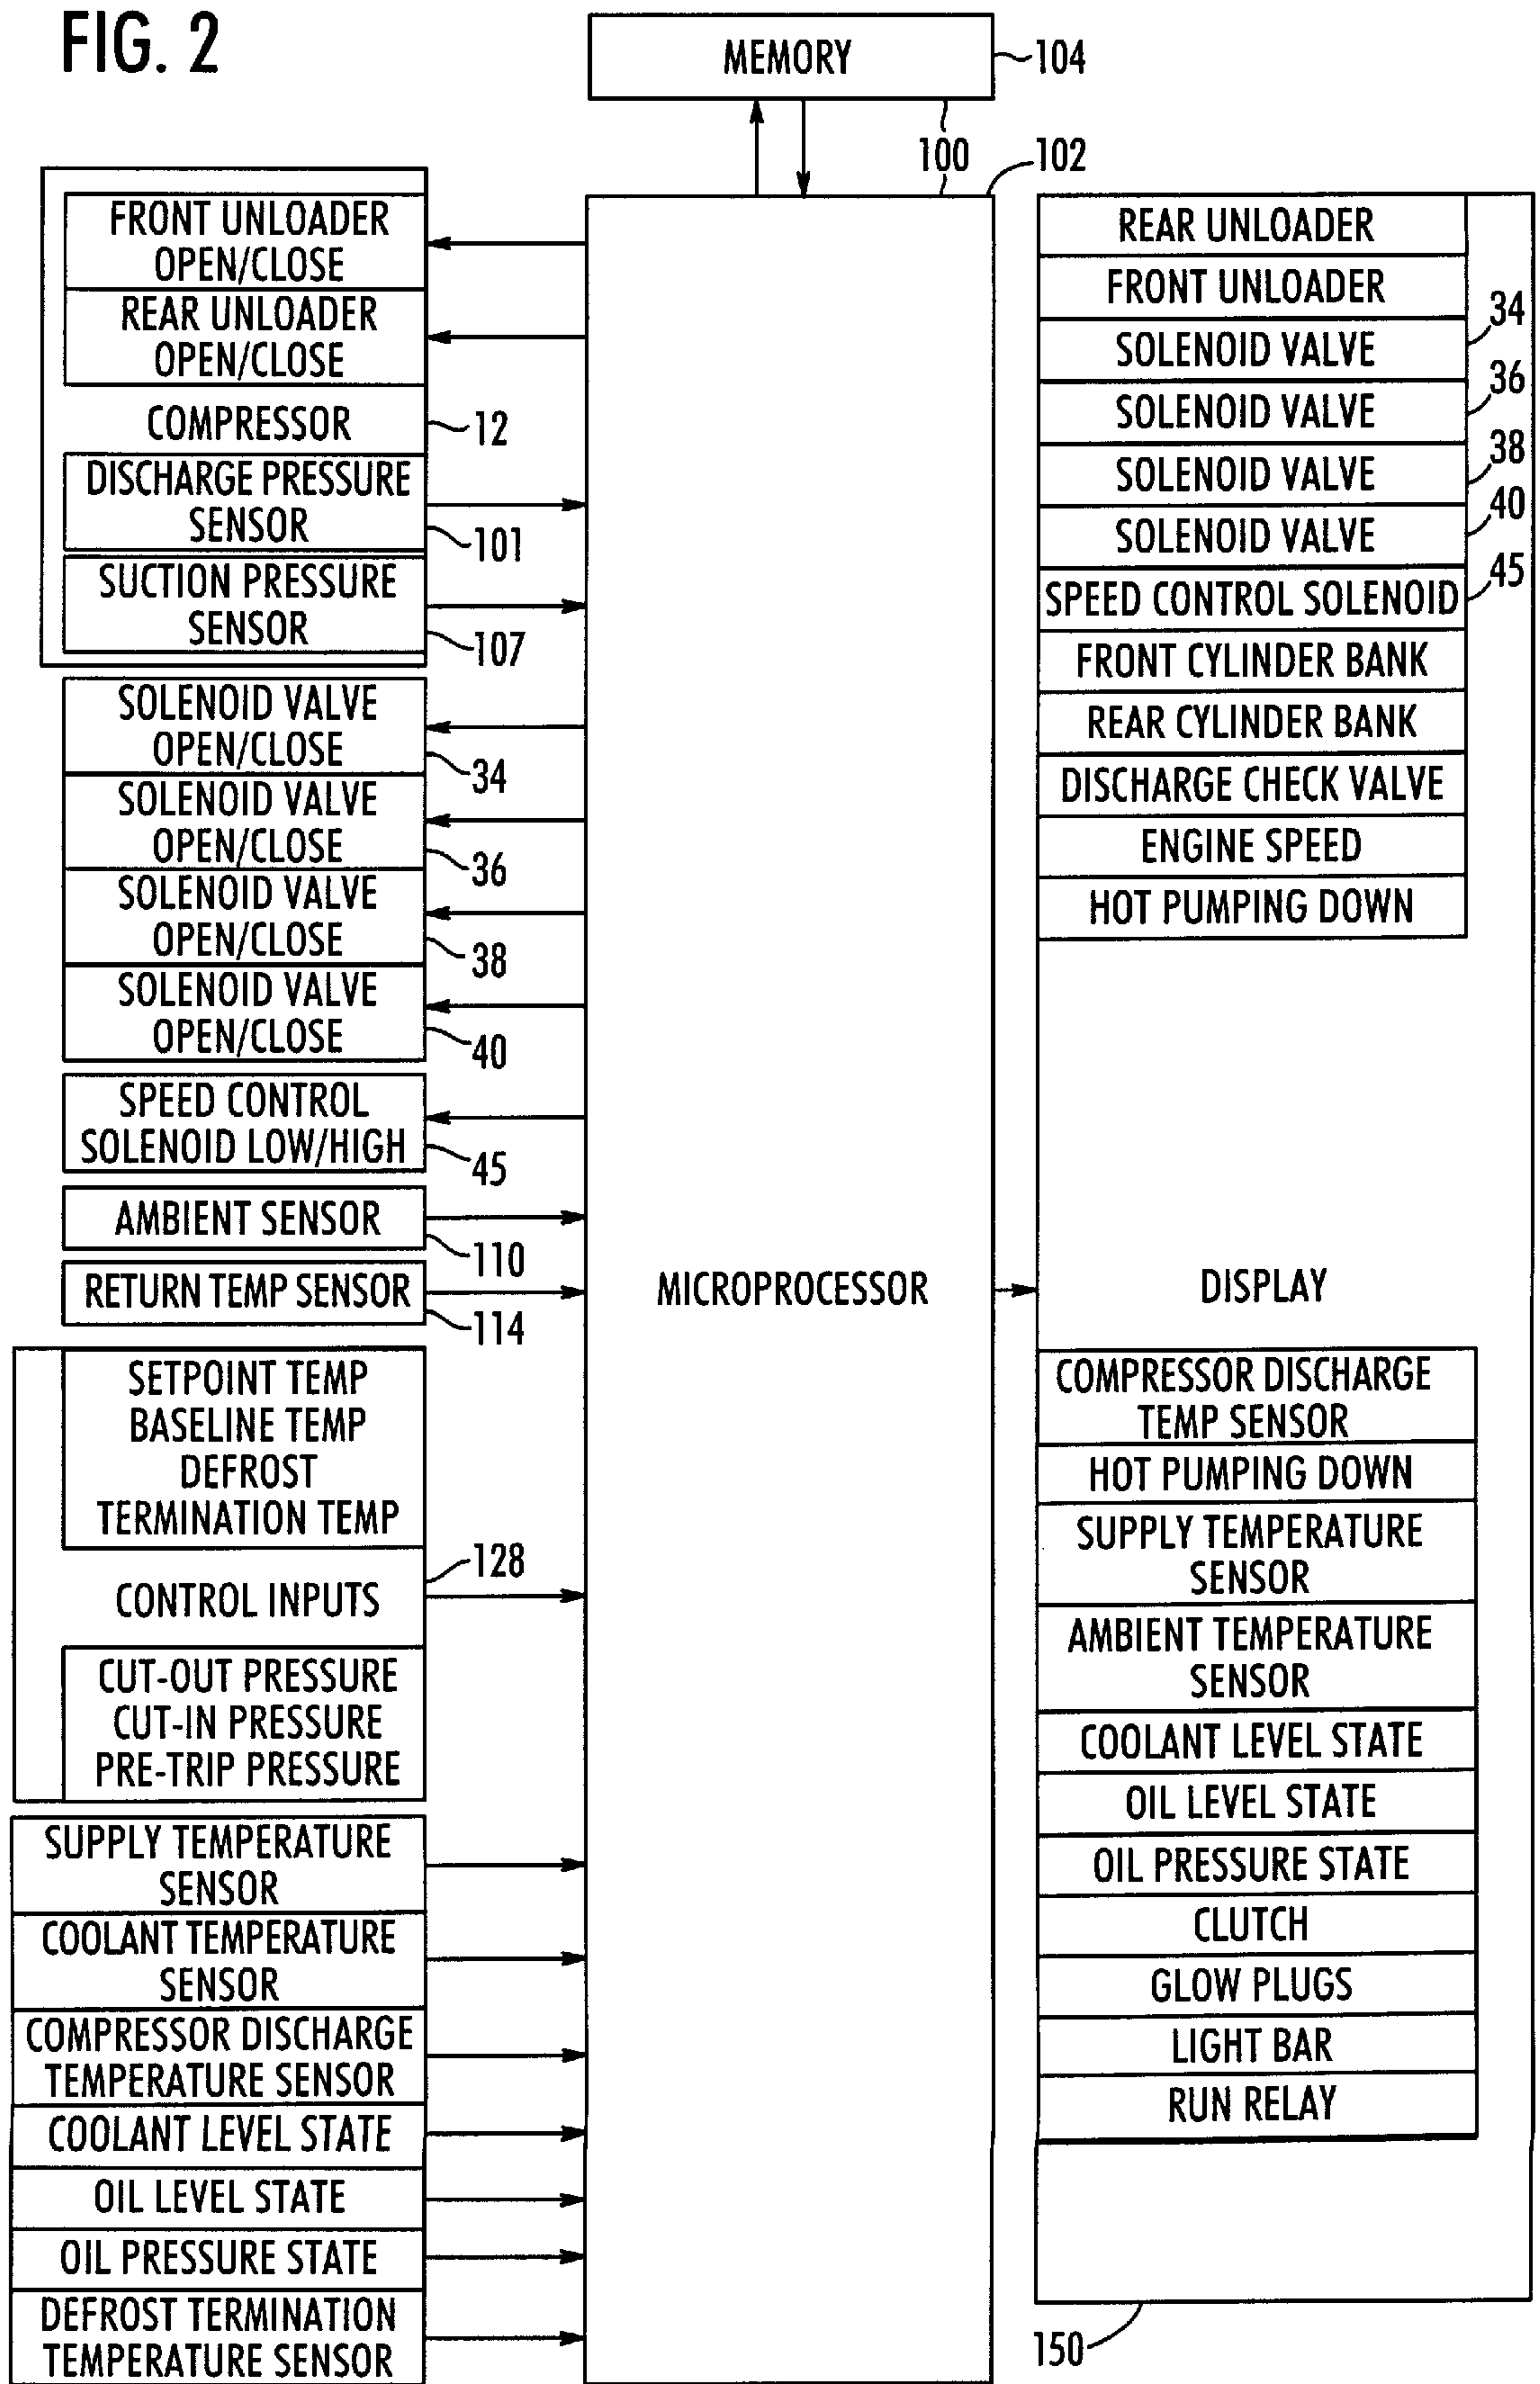 FIG. 2
MEMORY
104
100
102
FRONT UNLOADER
OPEN/CLOSE
REAR UNLOADER
OPEN/CLOSE
COMPRESSOR
12
DISCHARGE PRESSURE
SENSOR
101
SUCTION PRESSURE
SENSOR
107
SOLENOID VALVE
OPEN/CLOSE
34
SOLENOID VALVE
OPEN/CLOSE
36
SOLENOID VALVE
OPEN/CLOSE
38
SOLENOID VALVE
OPEN/CLOSE
40
SPEED CONTROL
SOLENOID LOW/HIGH
45
AMBIENT SENSOR
110
RETURN TEMP SENSOR
114
SETPOINT TEMP
BASELINE TEMP
DEFROST
TERMINATION TEMP
128
CONTROL INPUTS
CUT-OUT PRESSURE
CUT-IN PRESSURE
PRE-TRIP PRESSURE
SUPPLY TEMPERATURE
SENSOR
COOLANT TEMPERATURE
SENSOR
COMPRESSOR DISCHARGE
TEMPERATURE SENSOR
COOLANT LEVEL STATE
OIL LEVEL STATE
OIL PRESSURE STATE
DEFROST TERMINATION
TEMPERATURE SENSOR
MICROPROCESSOR
REAR UNLOADER
FRONT UNLOADER
34
SOLENOID VALVE
36
SOLENOID VALVE
38
SOLENOID VALVE
40
SOLENOID VALVE
45
SPEED CONTROL SOLENOID
FRONT CYLINDER BANK
REAR CYLINDER BANK
DISCHARGE CHECK VALVE
ENGINE SPEED
HOT PUMPING DOWN
DISPLAY
COMPRESSOR DISCHARGE
TEMP SENSOR
HOT PUMPING DOWN
SUPPLY TEMPERATURE
SENSOR
AMBIENT TEMPERATURE
SENSOR
COOLANT LEVEL STATE
OIL LEVEL STATE
OIL PRESSURE STATE
CLUTCH
GLOW PLUGS
LIGHT BAR
RUN RELAY
150